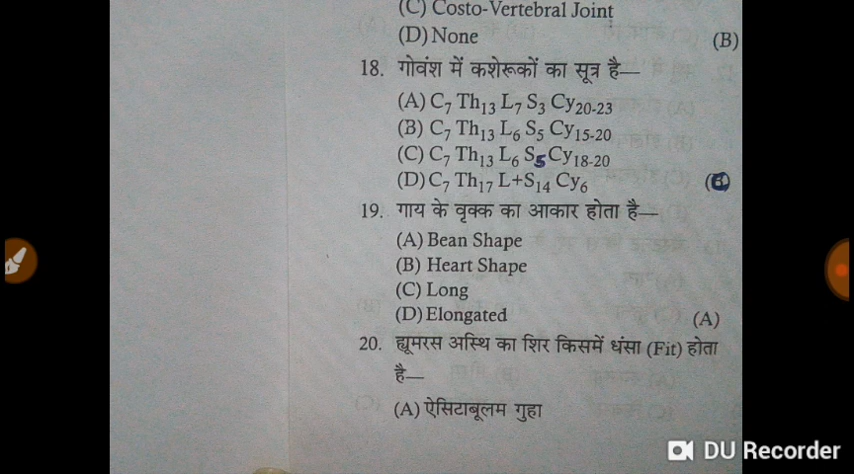 (C) Costo-Vertebral Joint
(D) None (B)
18. गोवंश में कशेरूकों का सूत्र है—
(A) C7 Th13 L7 S3 Cy20-23
(B) C7 Th13 L6 S5 Cy15-20
(C) C7 Th13 L6 S5 Cy18-20
(D) C7 Th17 L+S14 Cy6
19. गाय के वृक्क का आकार होता है—
(A) Bean Shape
(B) Heart Shape
(C) Long
(D) Elongated (A)
20. ह्यूमरस अस्थि का शिर किसमें धंसा (Fit) होता
है—
(A) ऐसिटाबूलम गुहा
DU Recorder